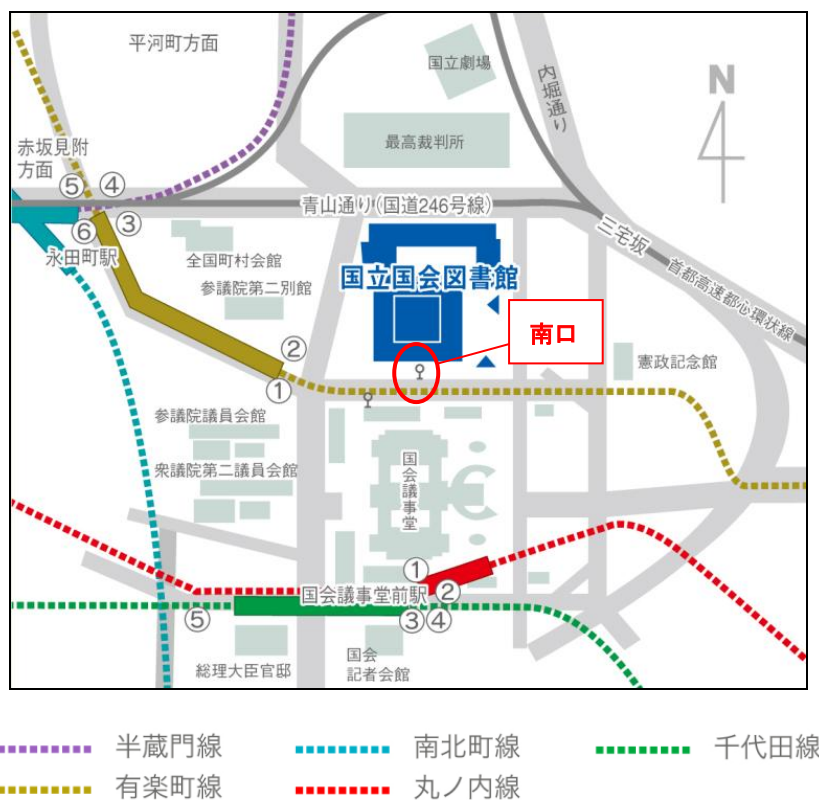 平河町方面
国立劇場
内堀通り
N
最高裁判所
赤坂見附
方面
⑤
④
青山通り(国道246号線)
⑥
③
永田町駅
三宅坂
全国町村会館
国立国会図書館
首都高速都心環状線
参議院第二別館
南口
②
憲政記念館
①
参議院議員会館
衆議院第二議員会館
国会議事堂
①
国会議事堂前駅
②
⑤
③
④
総理大臣官邸
国会
記者会館
半蔵門線
南北町線
千代田線
有楽町線
丸ノ内線